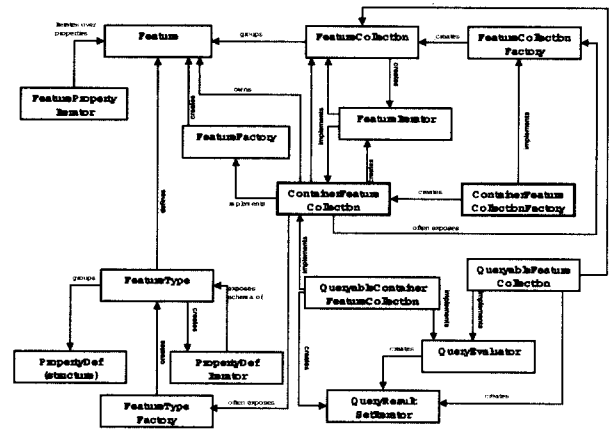 iterates over
properties
Feature
groups
FeatureCollection
creates
FeatureCollection
Factory
FeatureProperty
Iterator
creates
FeatureFactory
owns
implements
creates
FeatureIterator
implements
ContainerFeature
Collection
creates
ContainerFeature
CollectionFactory
implements
often exposes
implements
groups
FeatureType
exposes
schema of
QueryableContainer
FeatureCollection
QueryableFeature
Collection
implements
implements
creates
creates
PropertyDef
(structure)
PropertyDef
Iterator
creates
QueryEvaluator
creates
FeatureType
Factory
often exposes
QueryResult
SetIterator
creates